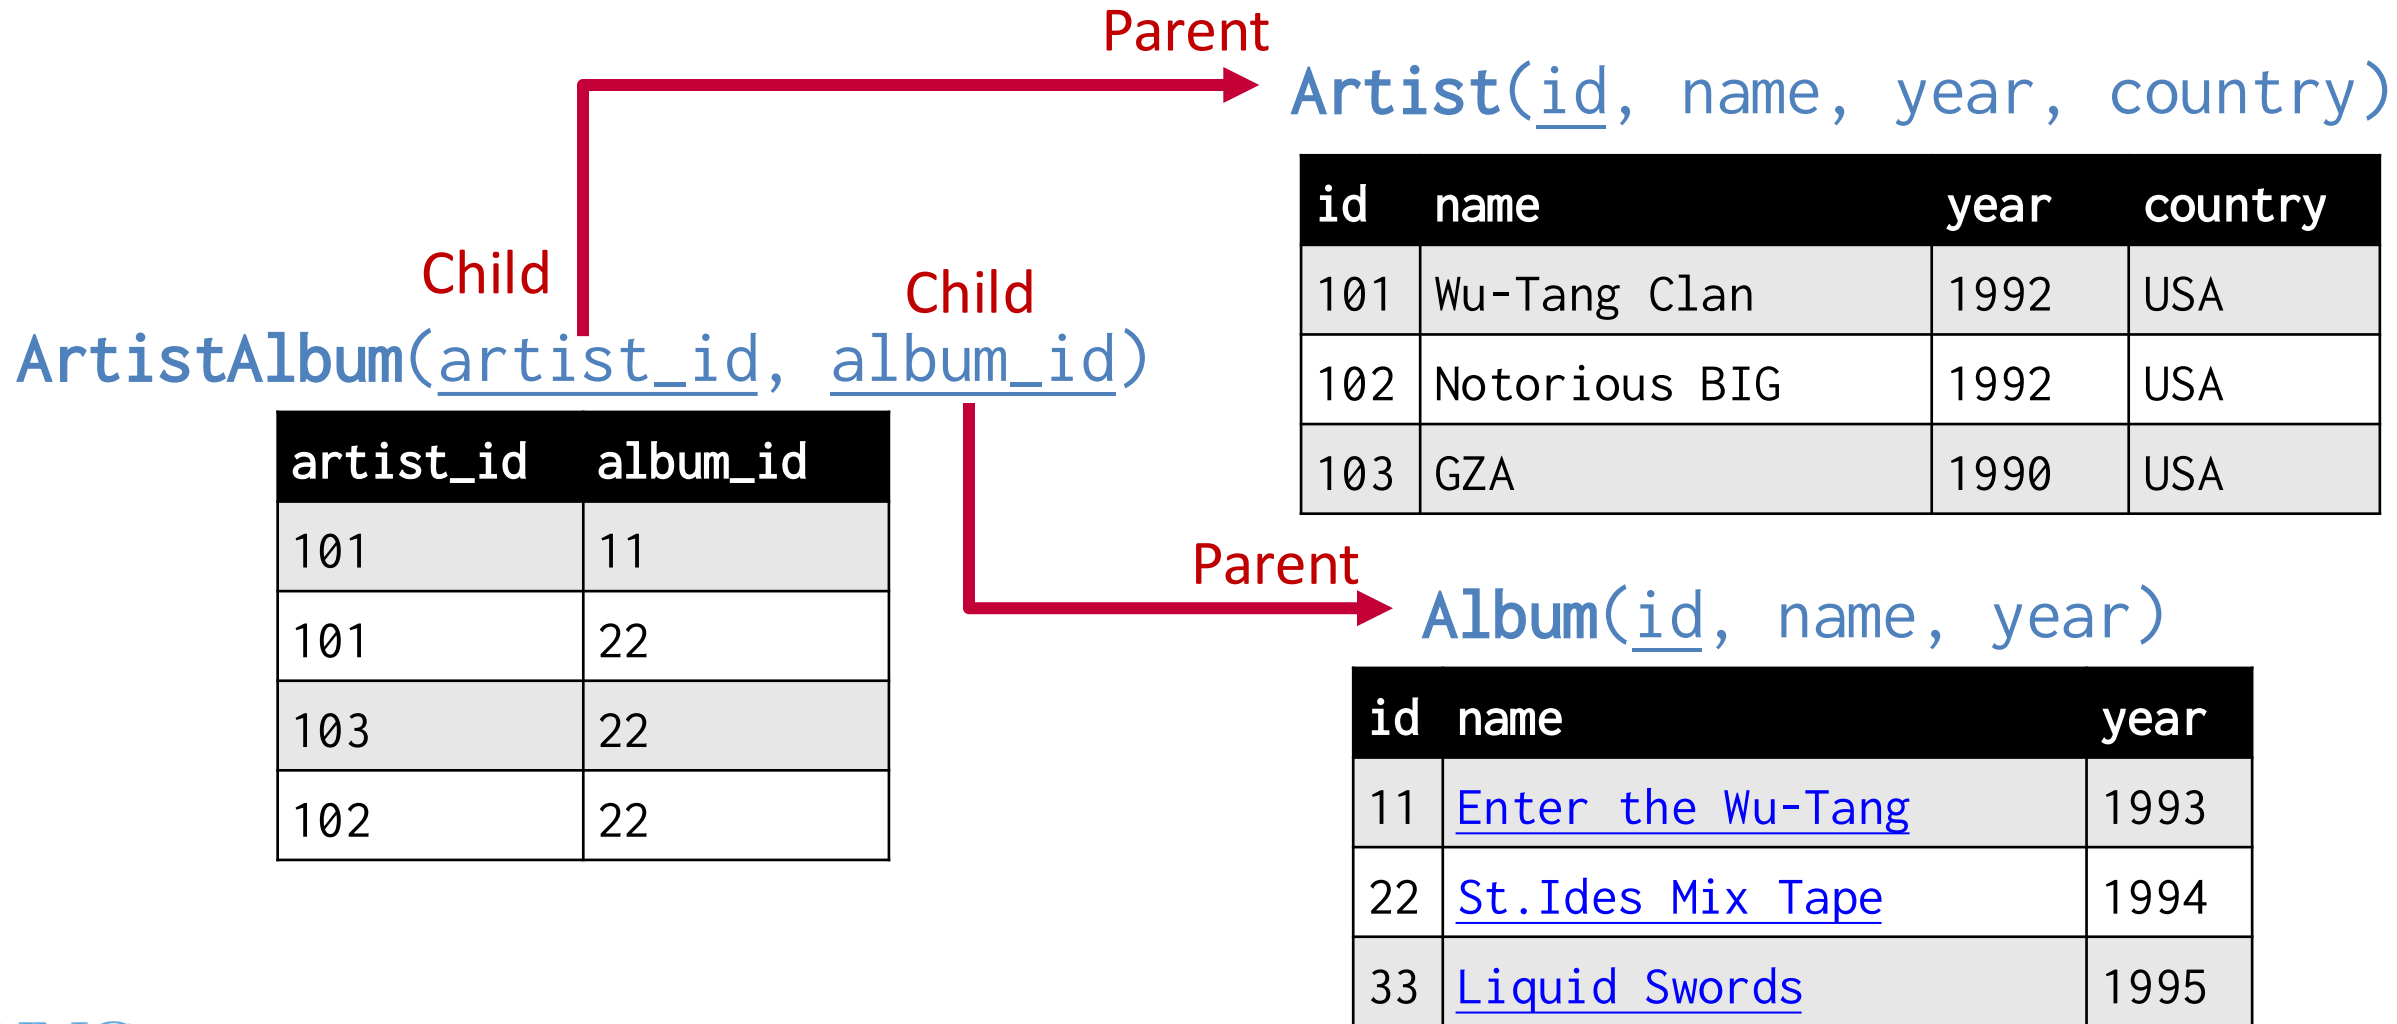 Parent
Artist(id, name, year, country)
id name year country
101 Wu-Tang Clan 1992 USA
102 Notorious BIG 1992 USA
103 GZA 1990 USA
Child
Child
ArtistAlbum(artist_id, album_id)
artist_id album_id
101 11
101 22
103 22
102 22
Parent
Album(id, name, year)
id name year
11 Enter the Wu-Tang 1993
22 St.Ides Mix Tape 1994
33 Liquid Swords 1995